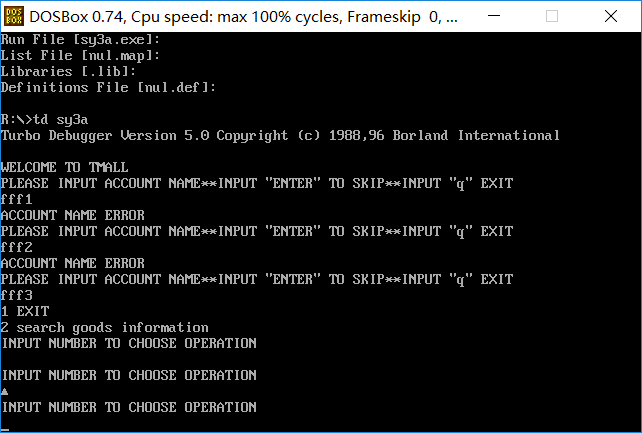 DOS
BOX
DOSBox 0.74, Cpu speed: max 100% cycles, Frameskip 0, ...
Run File [sy3a.exe]:
List File [nul.map]:
Libraries [.lib]:
Definitions File [nul.def]:
R:\>td sy3a
Turbo Debugger Version 5.0 Copyright (c) 1988,96 Borland International
WELCOME TO TMALL
PLEASE INPUT ACCOUNT NAME**INPUT "ENTER" TO SKIP**INPUT "q" EXIT
fff1
ACCOUNT NAME ERROR
PLEASE INPUT ACCOUNT NAME**INPUT "ENTER" TO SKIP**INPUT "q" EXIT
fff2
ACCOUNT NAME ERROR
PLEASE INPUT ACCOUNT NAME**INPUT "ENTER" TO SKIP**INPUT "q" EXIT
fff3
1 EXIT
2 search goods information
INPUT NUMBER TO CHOOSE OPERATION
INPUT NUMBER TO CHOOSE OPERATION
▲
INPUT NUMBER TO CHOOSE OPERATION
_